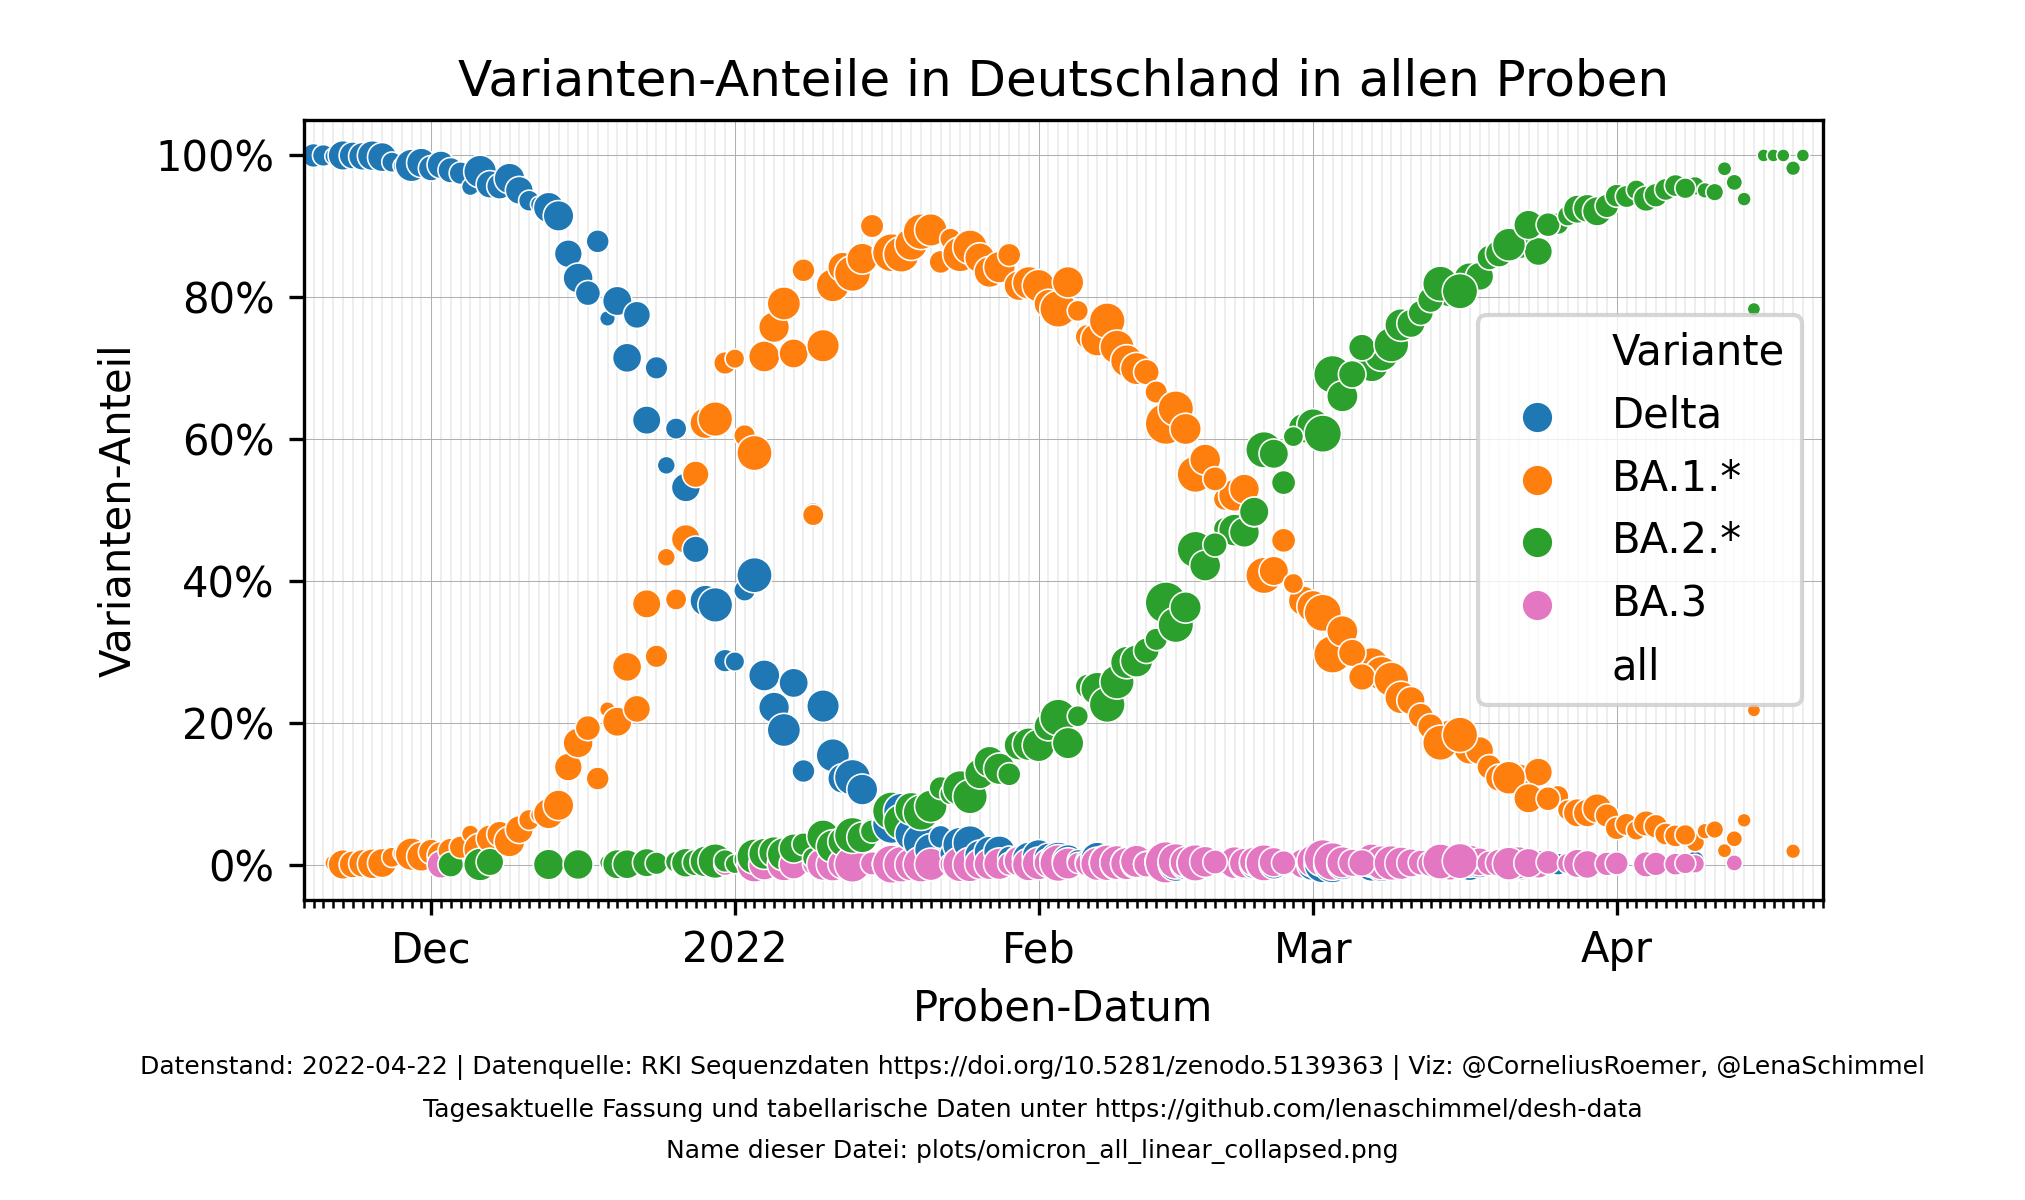 Varianten-Anteile in Deutschland in allen Proben
Varianten-Anteil
100%
80%
60%
40%
20%
0%
Variante
Delta
BA.1.*
BA.2.*
BA.3
all
Dec
2022
Feb
Mar
Apr
Proben-Datum
Datenstand: 2022-04-22 | Datenquelle: RKI Sequenzdaten https://doi.org/10.5281/zenodo.5139363 | Viz: @CorneliusRoemer, @LenaSchimmel
Tagesaktuelle Fassung und tabellarische Daten unter https://github.com/lenaschimmel/desh-data
Name dieser Datei: plots/omicron_all_linear_collapsed.png